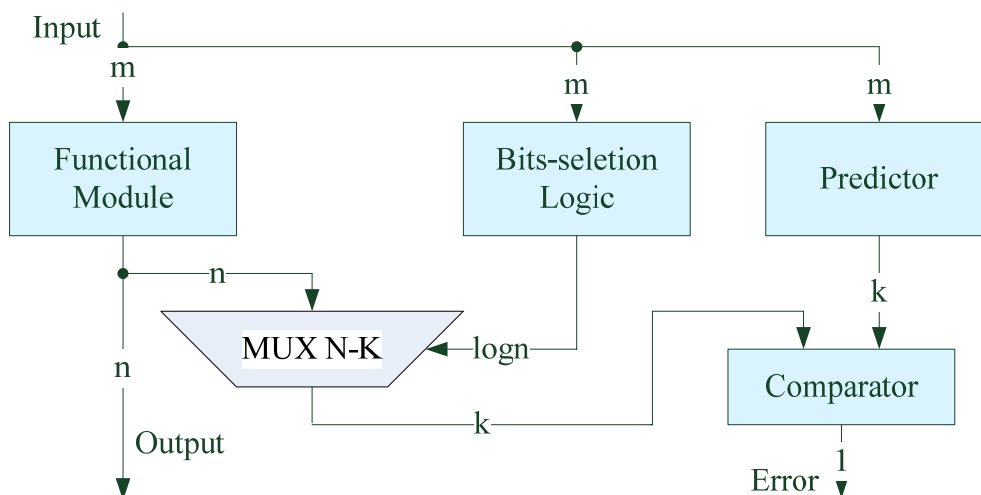 Input
m
m
m
Functional
Module
Bits-seletion
Logic
Predictor
n
k
MUX N-K
logn
n
Comparator
k
Output
1
Error